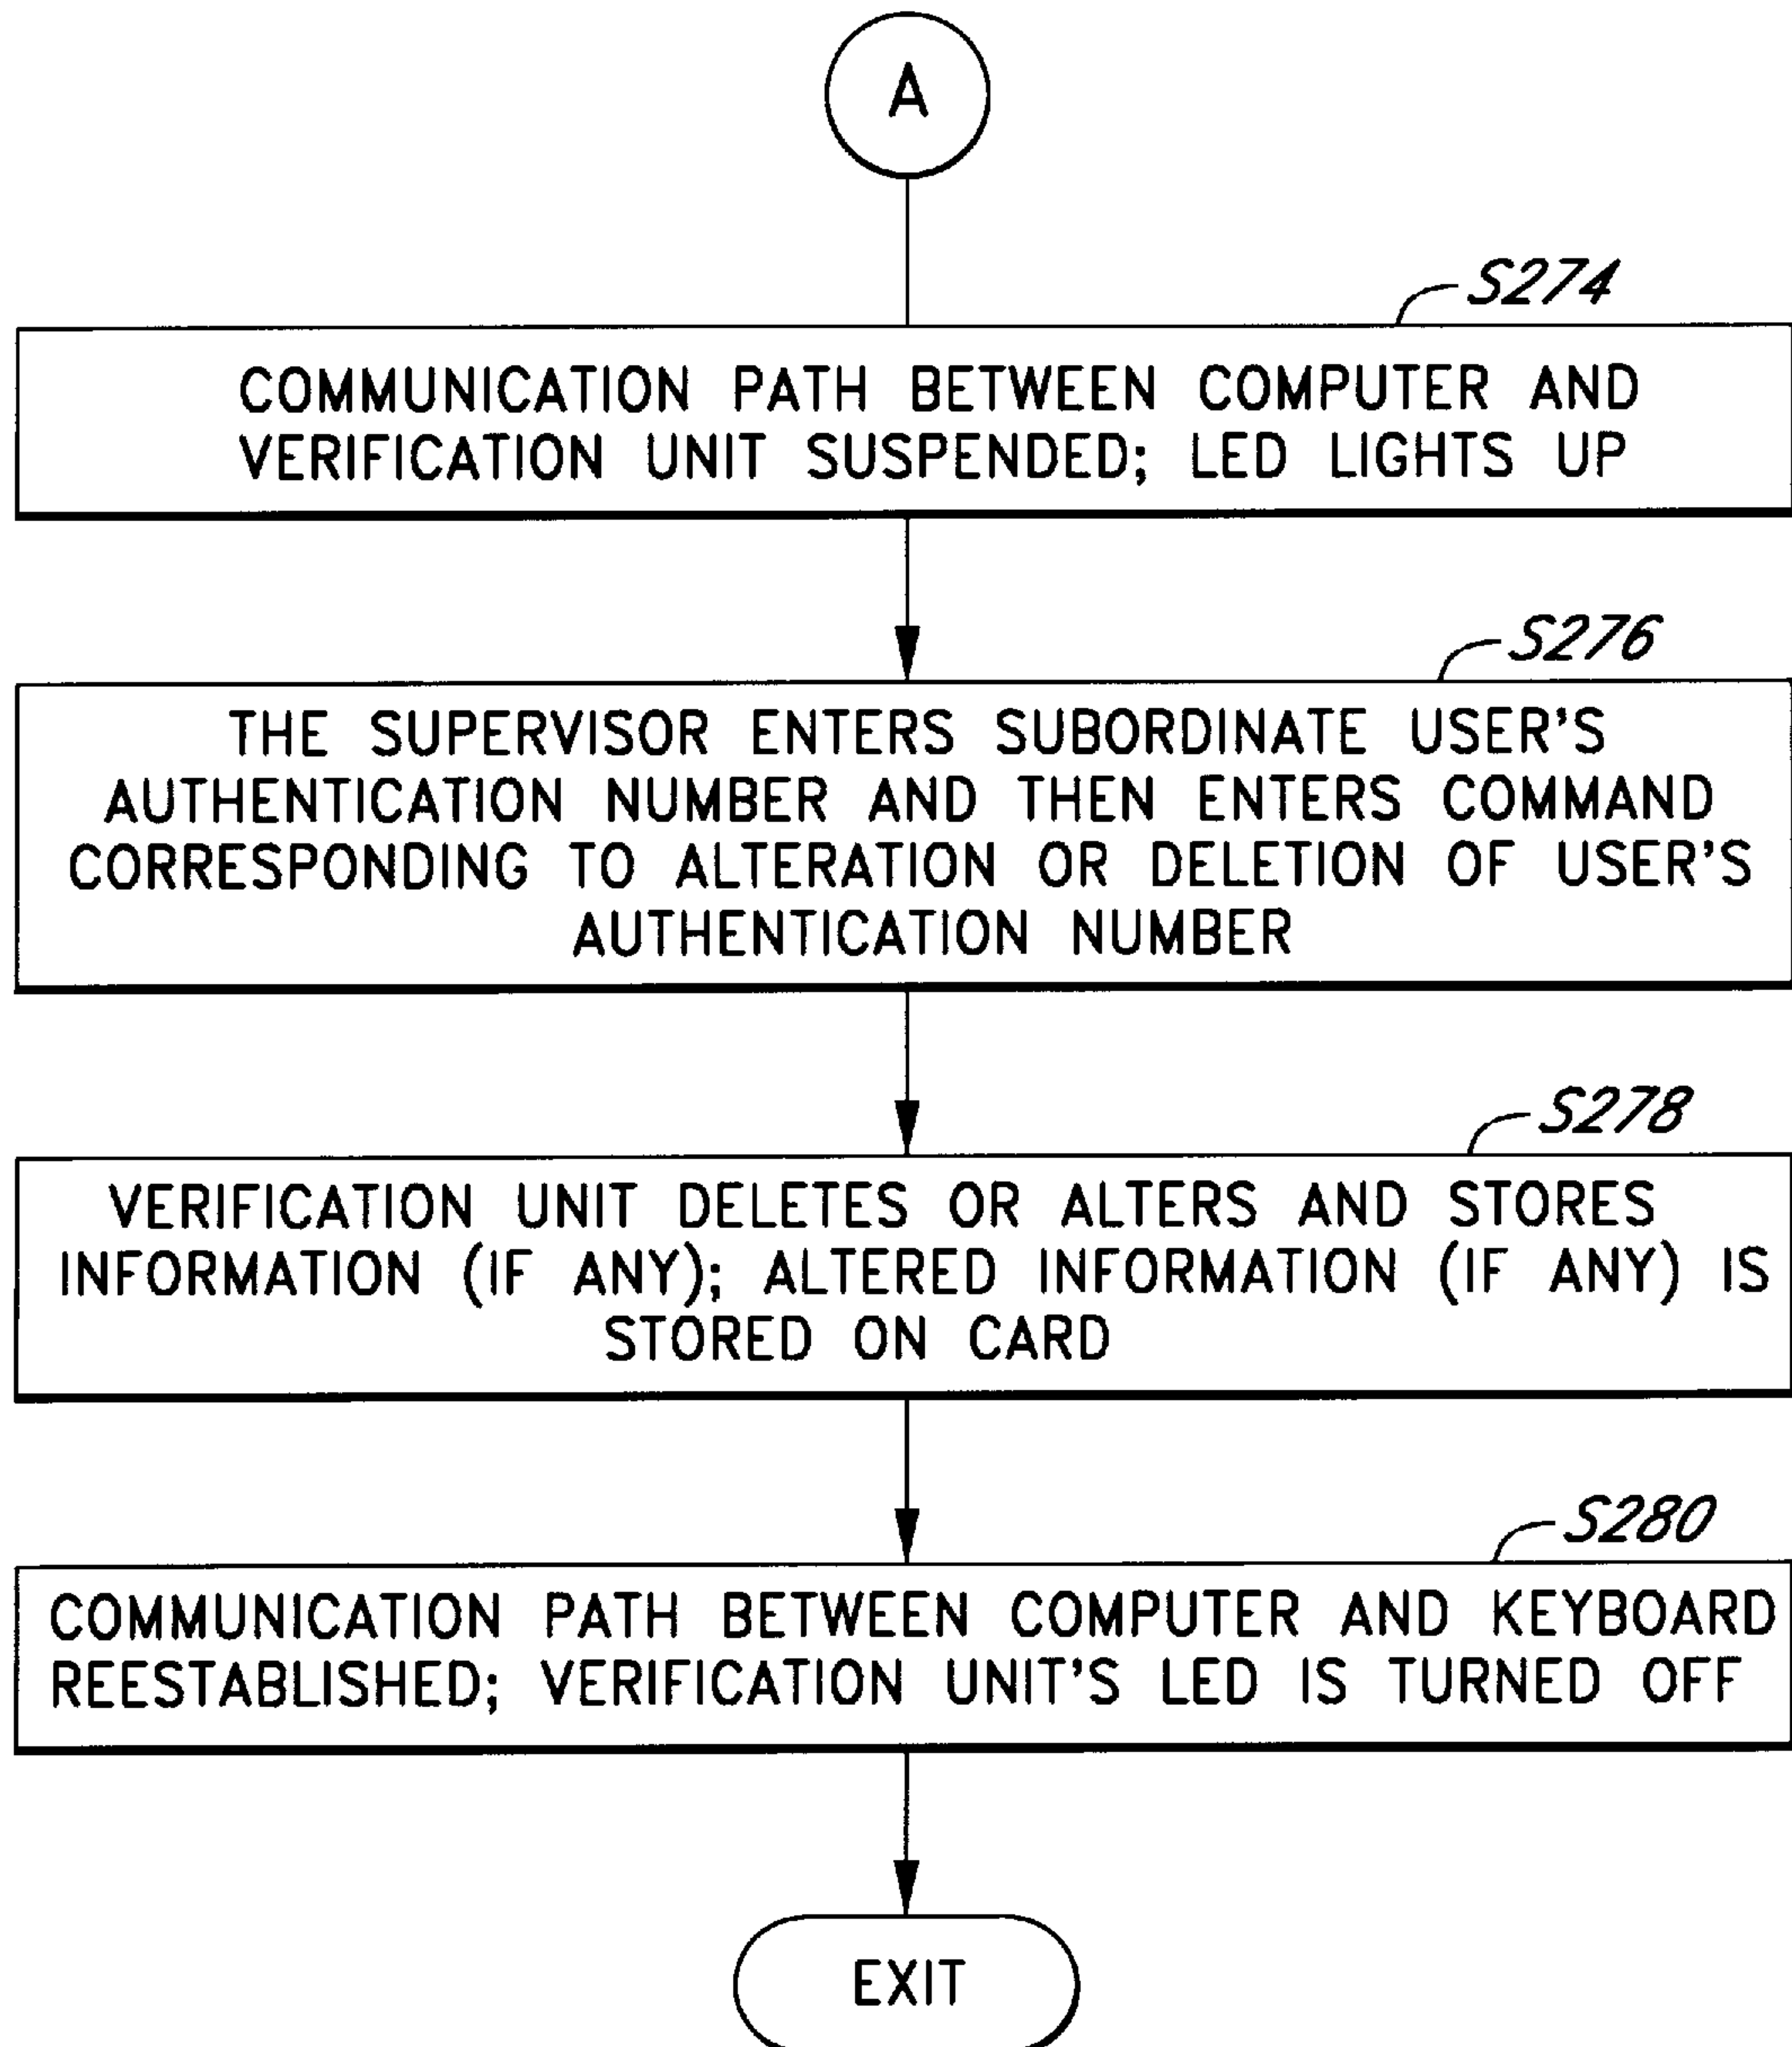 A
S274
COMMUNICATION PATH BETWEEN COMPUTER AND
VERIFICATION UNIT SUSPENDED; LED LIGHTS UP
S276
THE SUPERVISOR ENTERS SUBORDINATE USER'S
AUTHENTICATION NUMBER AND THEN ENTERS COMMAND
CORRESPONDING TO ALTERATION OR DELETION OF USER'S
AUTHENTICATION NUMBER
S278
VERIFICATION UNIT DELETES OR ALTERS AND STORES
INFORMATION (IF ANY); ALTERED INFORMATION (IF ANY) IS
STORED ON CARD
S280
COMMUNICATION PATH BETWEEN COMPUTER AND KEYBOARD
REESTABLISHED; VERIFICATION UNIT'S LED IS TURNED OFF
EXIT